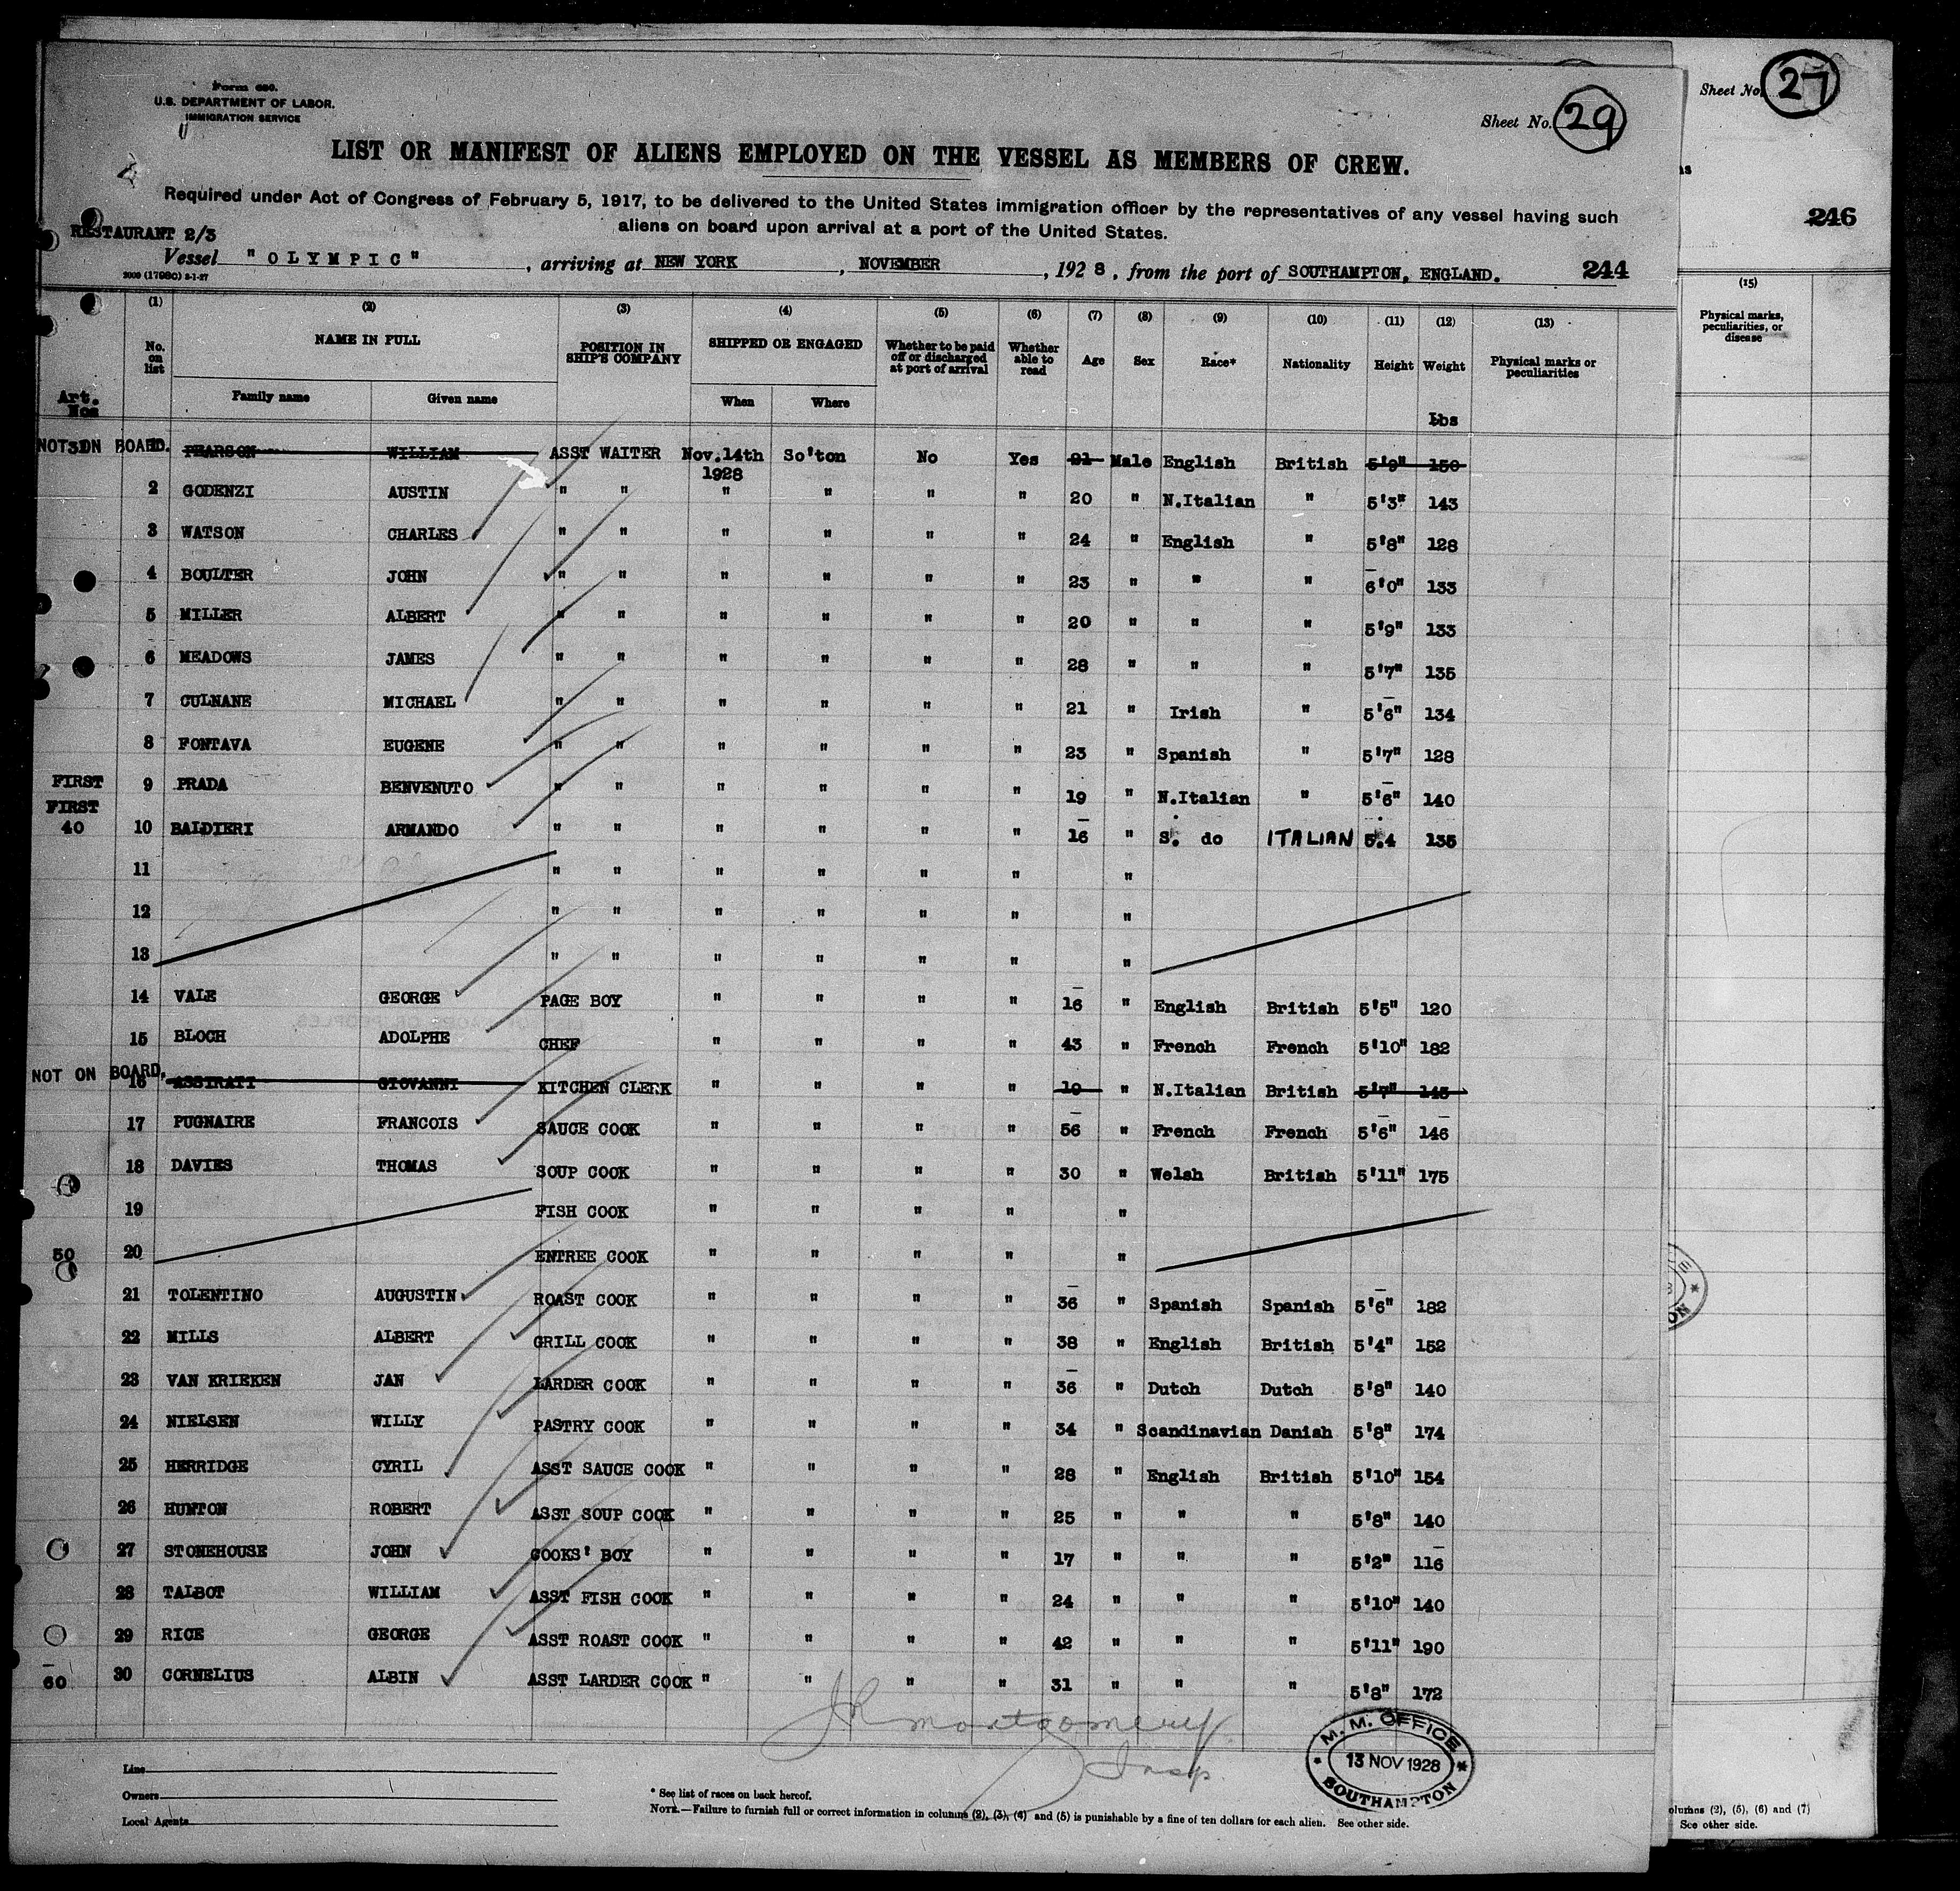 Form 680.
U.S. DEPARTMENT OF LABOR.
IMMIGRATION SERVICE
Sheet No. 29
LIST OR MANIFEST OF ALIENS EMPLOYED ON THE VESSEL AS MEMBERS OF CREW.
Required under Act of Congress of February 5, 1917, to be delivered to the United States immigration officer by the representatives of any vessel having such
aliens on board upon arrival at a port of the United States.
RESTAURANT 2/3
Vessel "OLYMPIC", arriving at NEW YORK, NOVEMBER, 1928, from the port of SOUTHAMPTON, ENGLAND. 244
2000 (17980) 2-1-27
(1) (2) (3) (4) (5) (6) (7) (8) (9) (10) (11) (12) (13)
No. on list NAME IN FULL POSITION IN SHIP'S COMPANY SHIPPED OR ENGAGED Whether to be paid off or discharged at port of arrival Whether able to read Age Sex Race* Nationality Height Weight Physical marks or peculiarities
Art. Nos Family name Given name When Where Lbs
NOT ON BOARD. 31 PEARSON WILLIAM ASST WAITER Nov.14th 1928 So'ton No Yes 21 Male English British 5'9" 150
2 GODENZI AUSTIN " " " " " " 20 " N.Italian " 5'3" 143
3 WATSON CHARLES " " " " " " 24 " English " 5'8" 128
4 BOULTER JOHN " " " " " " 23 " " " 6'0" 133
5 MILLER ALBERT " " " " " " 20 " " " 5'9" 133
6 MEADOWS JAMES " " " " " " 28 " " " 5'7" 135
7 CULNANE MICHAEL " " " " " " 21 " Irish " 5'6" 134
8 FONTAVA EUGENE " " " " " " 23 " Spanish " 5'7" 128
FIRST 9 PRADA BENVENUTO " " " " " " 19 " N.Italian " 5'6" 140
FIRST
40 10 BALDIERI ARMANDO " " " " " " 16 " S. do ITALIAN 5.4 135
11 " " " " " " "
12 " " " " " " "
13 " " " " " " "
14 VALE GEORGE PAGE BOY " " " " 16 " English British 5'5" 120
15 BLOCH ADOLPHE CHEF " " " " 43 " French French 5'10" 182
NOT ON BOARD. 16 ASSIRATI GIOVANNI KITCHEN CLERK " " " " 19 " N.Italian British 5'7" 145
17 PUGNAIRE FRANCOIS SAUCE COOK " " " " 56 " French French 5'6" 146
18 DAVIES THOMAS SOUP COOK " " " " 30 " Welsh British 5'11" 175
19 FISH COOK " " " " "
50 20 ENTREE COOK " " " " "
21 TOLENTINO AUGUSTIN ROAST COOK " " " " 36 " Spanish Spanish 5'6" 182
22 MILLS ALBERT GRILL COOK " " " " 38 " English British 5'4" 152
23 VAN KRIEKEN JAN LARDER COOK " " " " 36 " Dutch Dutch 5'8" 140
24 NIELSEN WILLY PASTRY COOK " " " " 34 " Scandinavian Danish 5'8" 174
25 HERRIDGE CYRIL ASST SAUCE COOK " " " " 28 " English British 5'10" 154
26 HUNTON ROBERT ASST SOUP COOK " " " " 25 " " " 5'8" 140
27 STONEHOUSE JOHN COOKS' BOY " " " " 17 " " " 5'2" 116
28 TALBOT WILLIAM ASST FISH COOK " " " " 24 " " " 5'10" 140
29 RICE GEORGE ASST ROAST COOK " " " " 42 " " " 5'11" 190
60 30 CORNELIUS ALBIN ASST LARDER COOK " " " " 31 " " " 5'8" 172
JR Montgomery
Insp.
M. M. OFFICE
13 NOV 1928
SOUTHAMPTON
Line
Owners
Local Agents
* See list of races on back hereof.
NOTE.—Failure to furnish full or correct information in columns (2), (3), (4) and (5) is punishable by a fine of ten dollars for each alien. See other side.
Sheet No. 27
246
(15)
Physical marks, peculiarities, or disease
columns (2), (5), (6) and (7)
See other side.